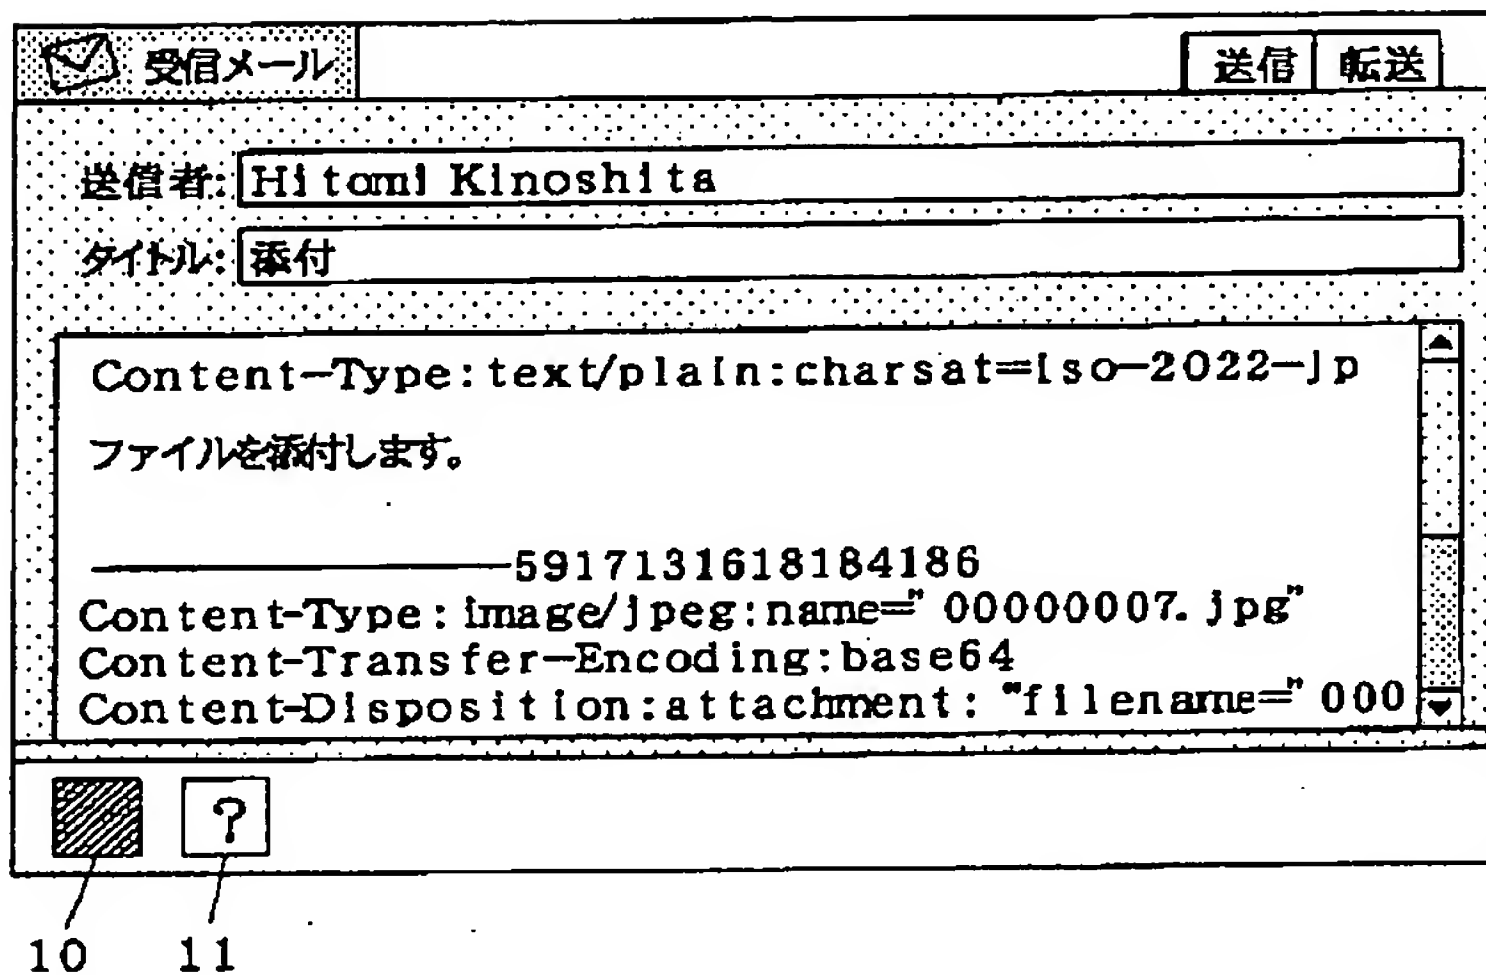 受信メール 送信 転送
送信者: Hitomi Kinoshita
タイトル: 添付
Content-Type:text/plain:charsat=iso-2022-jp
ファイルを添付します。
5917131618184186
Content-Type:image/jpeg:name="00000007.jpg"
Content-Transfer-Encoding:base64
Content-Disposition:attachment:"filename="000
?
10 11